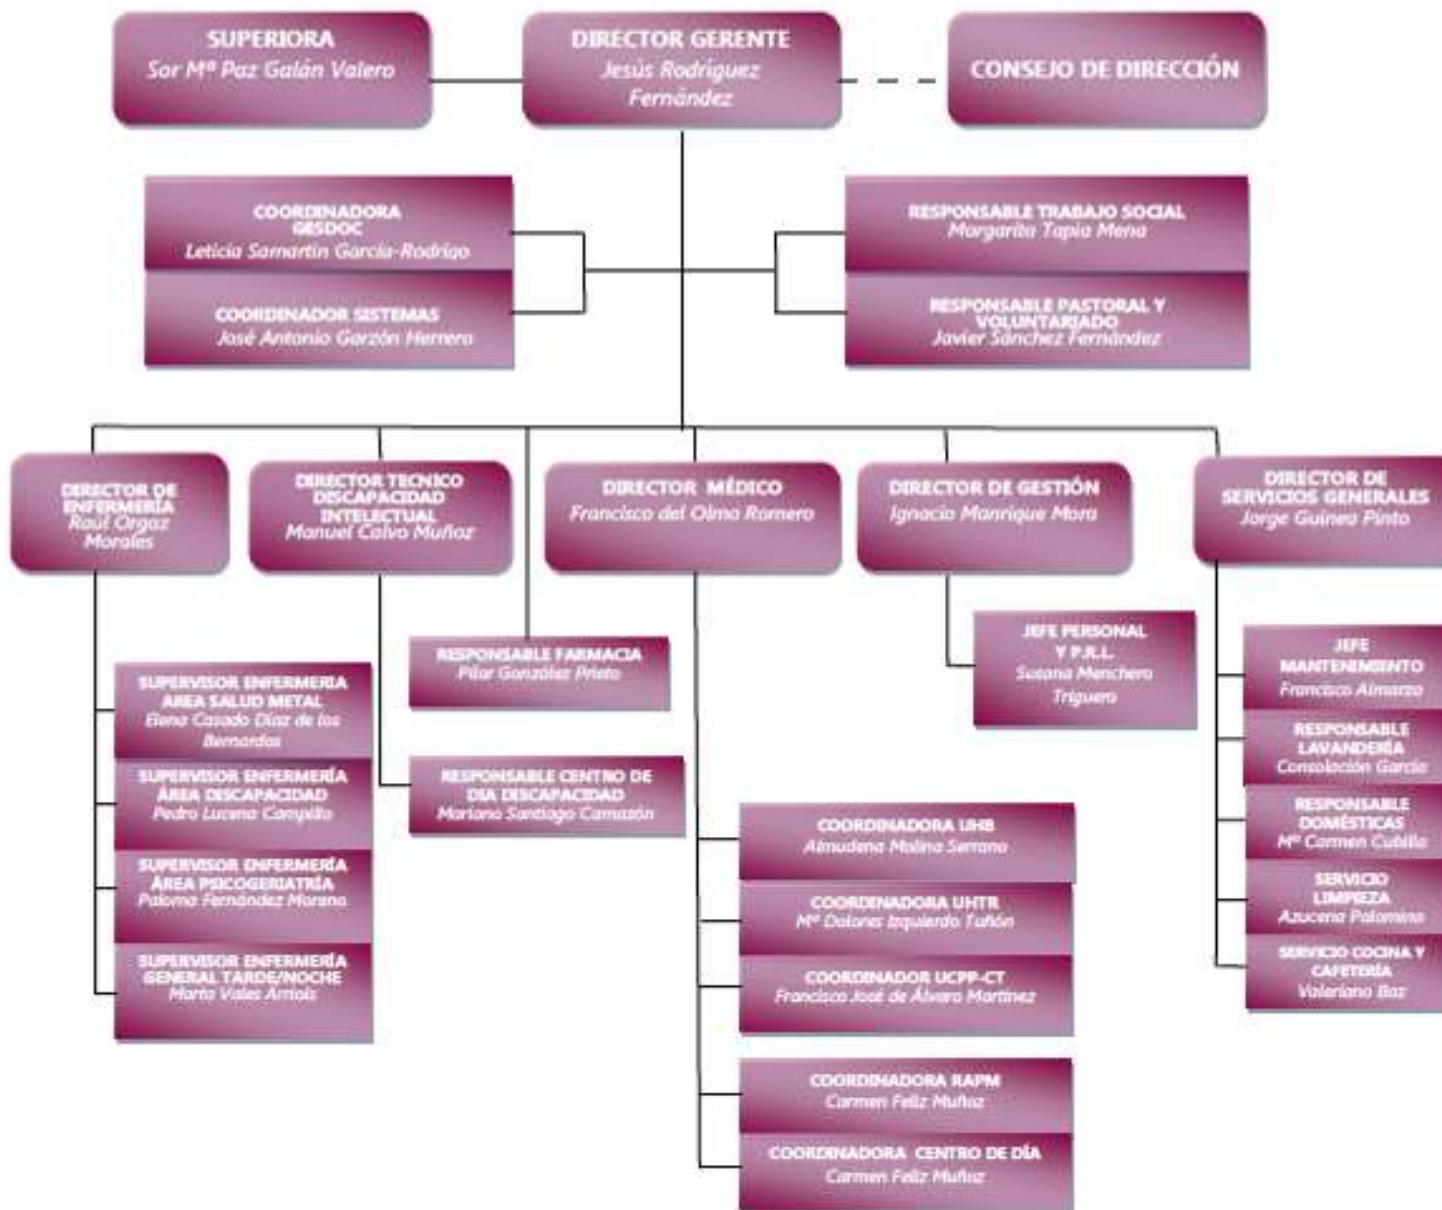 SUPERIORA
Sor Mª Paz Galán Valero
DIRECTOR GERENTE
Jesús Rodríguez
Fernández
CONSEJO DE DIRECCIÓN
COORDINADORA
GESDOC
Leticia Samartín García-Rodrigo
COORDINADOR SISTEMAS
José Antonio Garzón Herrero
RESPONSABLE TRABAJO SOCIAL
Margarita Tapia Mena
RESPONSABLE PASTORAL Y
VOLUNTARIADO
Javier Sánchez Fernández
DIRECTOR DE
ENFERMERÍA
Raúl Orgaz
Morales
DIRECTOR TECNICO
DISCAPACIDAD
INTELECTUAL
Manuel Calvo Muñoz
DIRECTOR MÉDICO
Francisco del Olmo Romero
DIRECTOR DE GESTIÓN
Ignacio Manrique Mora
DIRECTOR DE
SERVICIOS GENERALES
Jorge Guinea Pinto
SUPERVISOR ENFERMERIA
AREA SALUD METAL
Elena Casado Díaz de los
Bernardos
SUPERVISOR ENFERMERÍA
ÁREA DISCAPACIDAD
Pedro Lucena Campillo
SUPERVISOR ENFERMERÍA
ÁREA PSICOGERIATRÍA
Paloma Fernández Moreno
SUPERVISOR ENFERMERÍA
GENERAL TARDE/NOCHE
Marta Vales
RESPONSABLE FARMACIA
Pilar González Prieto
RESPONSABLE CENTRO DE
DIA DISCAPACIDAD
Mariano Santiago Camazón
COORDINADORA UHB
Almudena Molina Serrano
COORDINADORA UHTR
Mª Dolores Izquierdo Tuñón
COORDINADOR UCPP-CT
Francisco José de Álvaro Martínez
COORDINADORA RAPM
Carmen Feliz Muñoz
COORDINADORA CENTRO DE DÍA
Carmen Feliz Muñoz
JEFE PERSONAL
Y P.R.L.
Susana Menchero
Triguero
JEFE
MANTENIMIENTO
Francisco Almarza
RESPONSABLE
LAVANDERÍA
Consolación García
RESPONSABLE
DOMÉSTICAS
Mª Carmen Cubillo
SERVICIO
LIMPIEZA
Azucena Palomino
SERVICIO COCINA Y
CAFETERÍA
Valeriano Baz